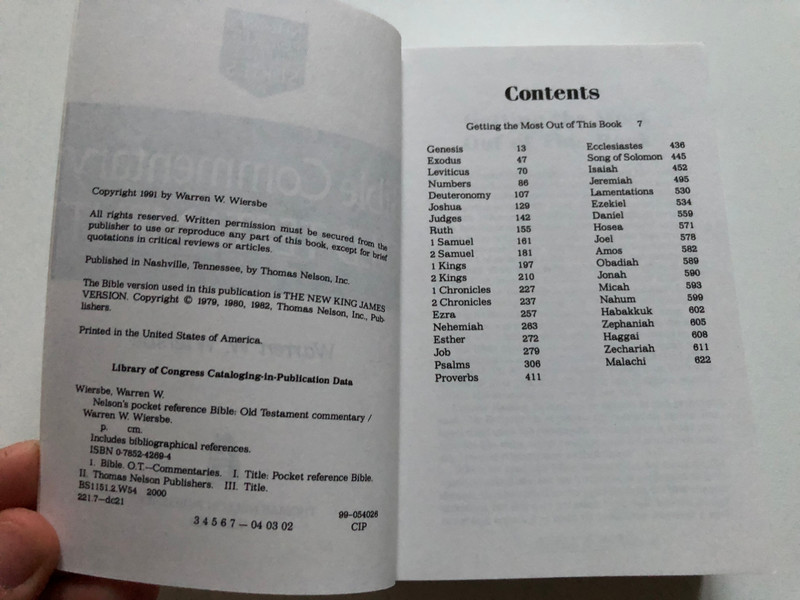 Copyright 1991 by Warren W. Wiersbe
All rights reserved. Written permission must be secured from the
publisher to use or reproduce any part of this book, except for brief
quotations in critical reviews or articles.
Published in Nashville, Tennessee, by Thomas Nelson, Inc.
The Bible version used in this publication is THE NEW KING JAMES
VERSION. Copyright © 1979, 1980, 1982, Thomas Nelson, Inc., Pub-
lishers.
Printed in the United States of America.
Library of Congress Cataloging-in-Publication Data
Wiersbe, Warren W.
Nelson's pocket reference Bible: Old Testament commentary /
Warren W. Wiersbe.
p. cm.
Includes bibliographical references.
ISBN 0-7852-4269-4
1. Bible. O.T.—Commentaries. I. Title: Pocket reference Bible.
II. Thomas Nelson Publishers. III. Title.
BS1151.2.W54 2000
221.7—dc21
99-054026
CIP
3 4 5 6 7 — 04 03 02
Contents
Getting the Most Out of This Book 7
Genesis 13
Exodus 47
Leviticus 70
Numbers 86
Deuteronomy 107
Joshua 129
Judges 142
Ruth 155
1 Samuel 161
2 Samuel 181
1 Kings 197
2 Kings 210
1 Chronicles 227
2 Chronicles 237
Ezra 257
Nehemiah 263
Esther 272
Job 279
Psalms 306
Proverbs 411
Ecclesiastes 436
Song of Solomon 445
Isaiah 452
Jeremiah 495
Lamentations 530
Ezekiel 534
Daniel 559
Hosea 571
Joel 578
Amos 582
Obadiah 589
Jonah 590
Micah 593
Nahum 599
Habakkuk 602
Zephaniah 605
Haggai 608
Zechariah 611
Malachi 622